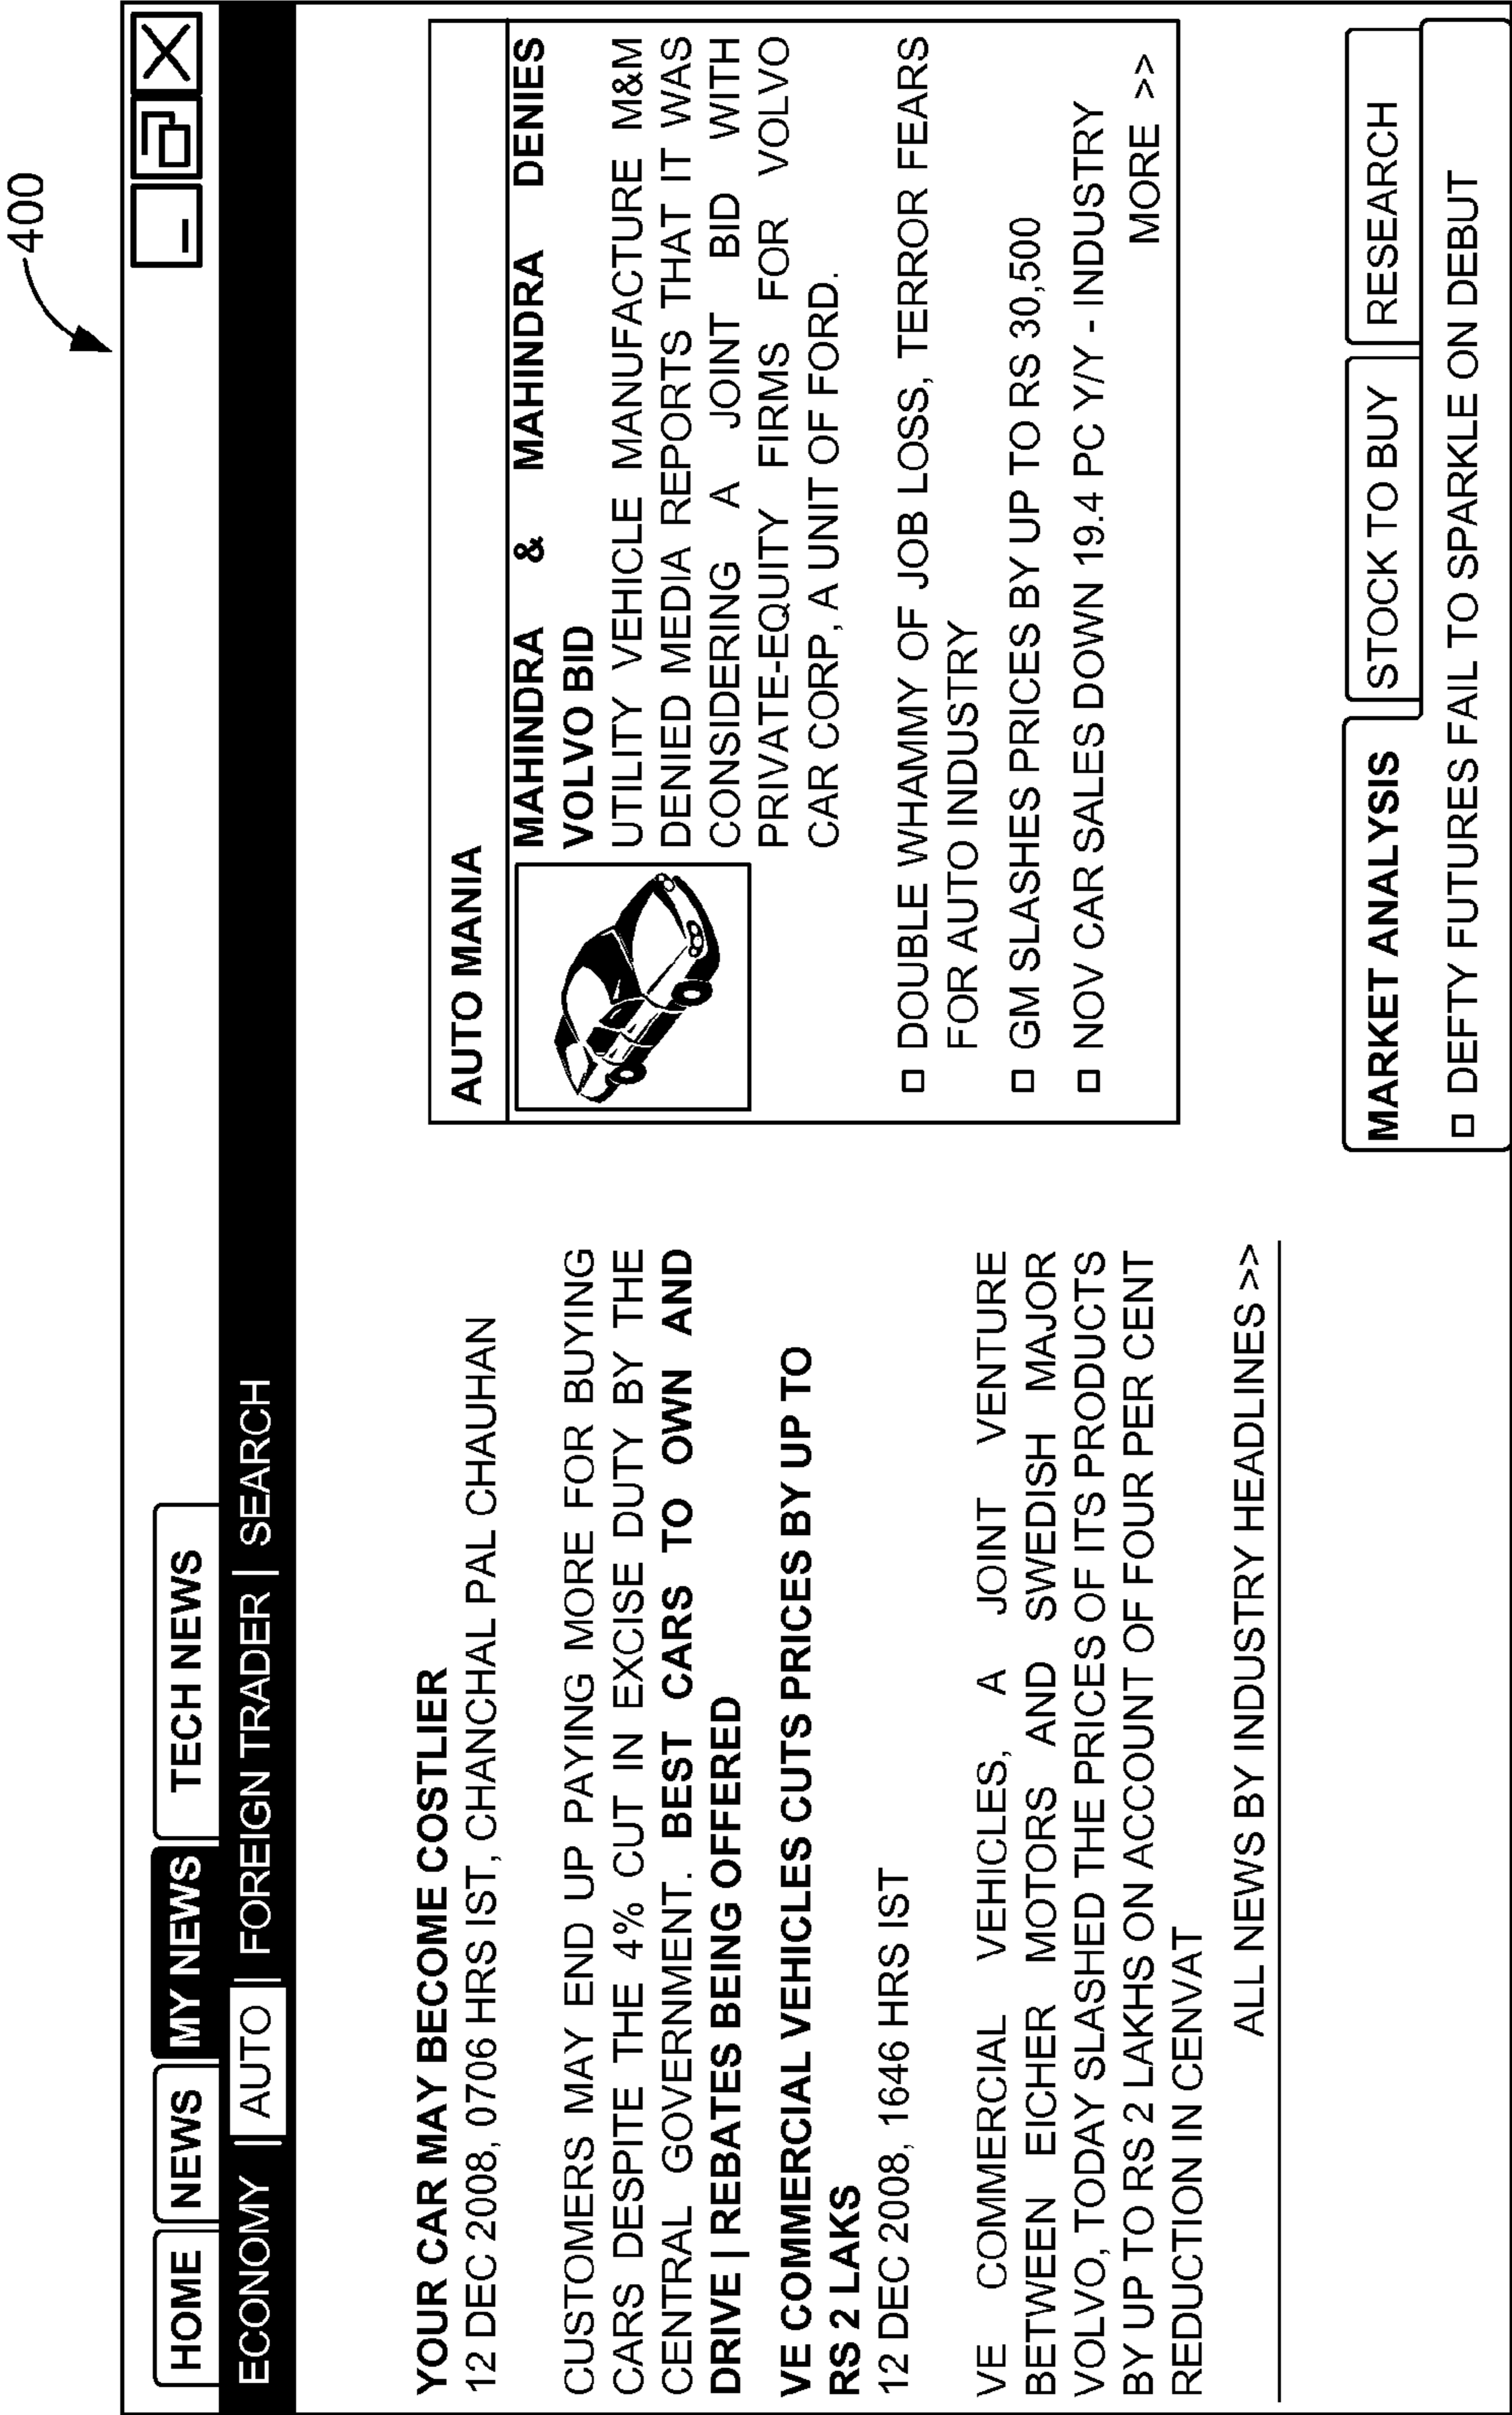 400
HOME NEWS MY NEWS TECH NEWS
ECONOMY | AUTO | FOREIGN TRADER | SEARCH
YOUR CAR MAY BECOME COSTLIER
12 DEC 2008, 0706 HRS IST, CHANCHAL PAL CHAUHAN
CUSTOMERS MAY END UP PAYING MORE FOR BUYING
CARS DESPITE THE 4% CUT IN EXCISE DUTY BY THE
CENTRAL GOVERNMENT. BEST CARS TO OWN AND
DRIVE | REBATES BEING OFFERED
VE COMMERCIAL VEHICLES CUTS PRICES BY UP TO
RS 2 LAKS
12 DEC 2008, 1646 HRS IST
VE COMMERCIAL VEHICLES, A JOINT VENTURE
BETWEEN EICHER MOTORS AND SWEDISH MAJOR
VOLVO, TODAY SLASHED THE PRICES OF ITS PRODUCTS
BY UP TO RS 2 LAKHS ON ACCOUNT OF FOUR PER CENT
REDUCTION IN CENVAT
ALL NEWS BY INDUSTRY HEADLINES >>
AUTO MANIA
MAHINDRA & MAHINDRA DENIES
VOLVO BID
UTILITY VEHICLE MANUFACTURE M&M
DENIED MEDIA REPORTS THAT IT WAS
CONSIDERING A JOINT BID WITH
PRIVATE-EQUITY FIRMS FOR VOLVO
CAR CORP, A UNIT OF FORD.
DOUBLE WHAMMY OF JOB LOSS, TERROR FEARS
FOR AUTO INDUSTRY
GM SLASHES PRICES BY UP TO RS 30,500
NOV CAR SALES DOWN 19.4 PC Y/Y - INDUSTRY
MORE >>
MARKET ANALYSIS STOCK TO BUY RESEARCH
DEFTY FUTURES FAIL TO SPARKLE ON DEBUT